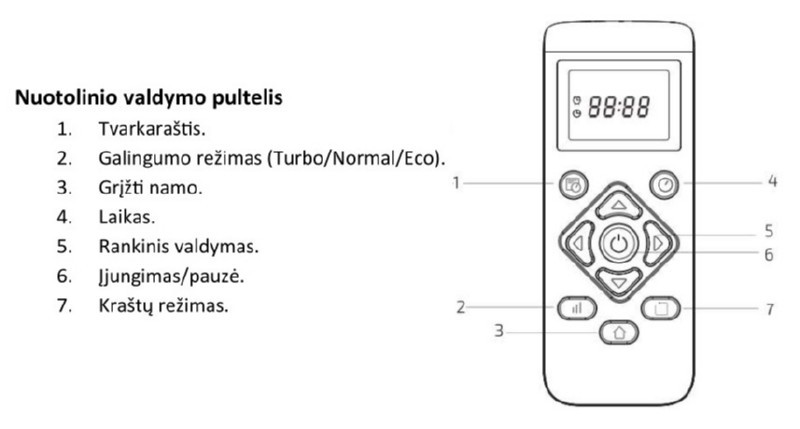 Nuotolinio valdymo pultelis
1. Tvarkaraštis.
2. Galingumo režimas (Turbo/Normal/Eco).
3. Grįžti namo.
4. Laikas.
5. Rankinis valdymas.
6. Įjungimas/pauzė.
7. Kraštų režimas.
88:88
1
4
5
6
2
7
3